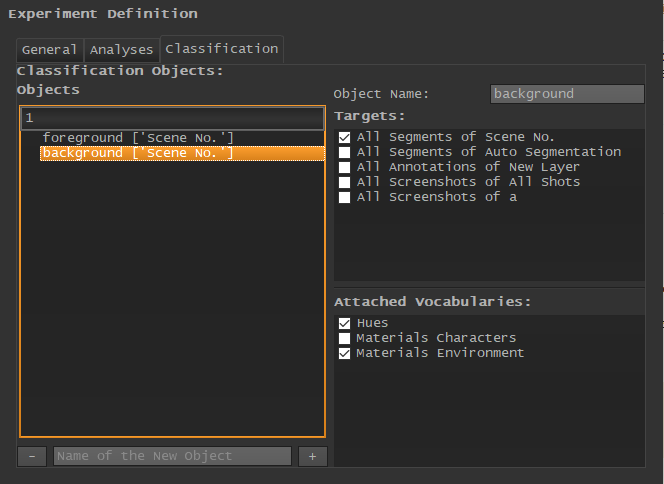 Experiment Definition
General Analyses Classification
Classification Objects:
Objects
1
foreground ['Scene No.']
background ['Scene No.']
- Name of the New Object +
Object Name: background
Targets:
All Segments of Scene No.
All Segments of Auto Segmentation
All Annotations of New Layer
All Screenshots of All Shots
All Screenshots of a
Attached Vocabularies:
Hues
Materials Characters
Materials Environment